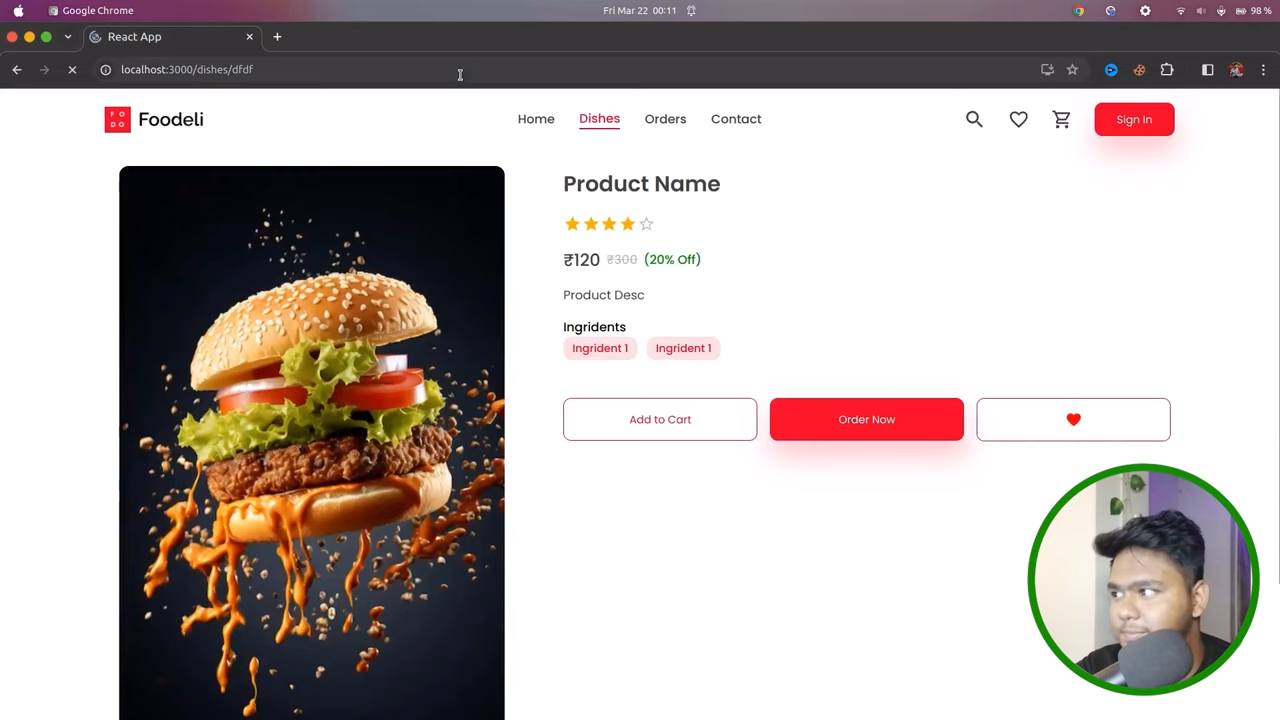 Google Chrome
Fri Mar 22 00:11
98 %
React App
localhost:3000/dishes/dfdf
FO
DO
Foodeli
Home
Dishes
Orders
Contact
Sign In
Product Name
₹120 ₹300 (20% Off)
Product Desc
Ingridents
Ingrident 1
Ingrident 1
Add to Cart
Order Now